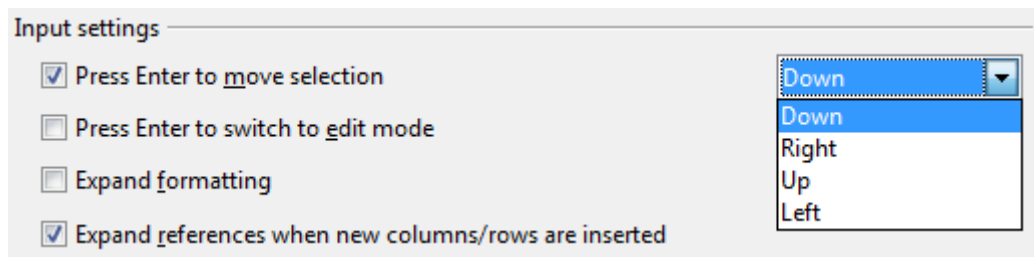 Input settings
Press Enter to move selection
Down
Down
Press Enter to switch to edit mode
Right
Expand formatting
Up
Left
Expand references when new columns/rows are inserted